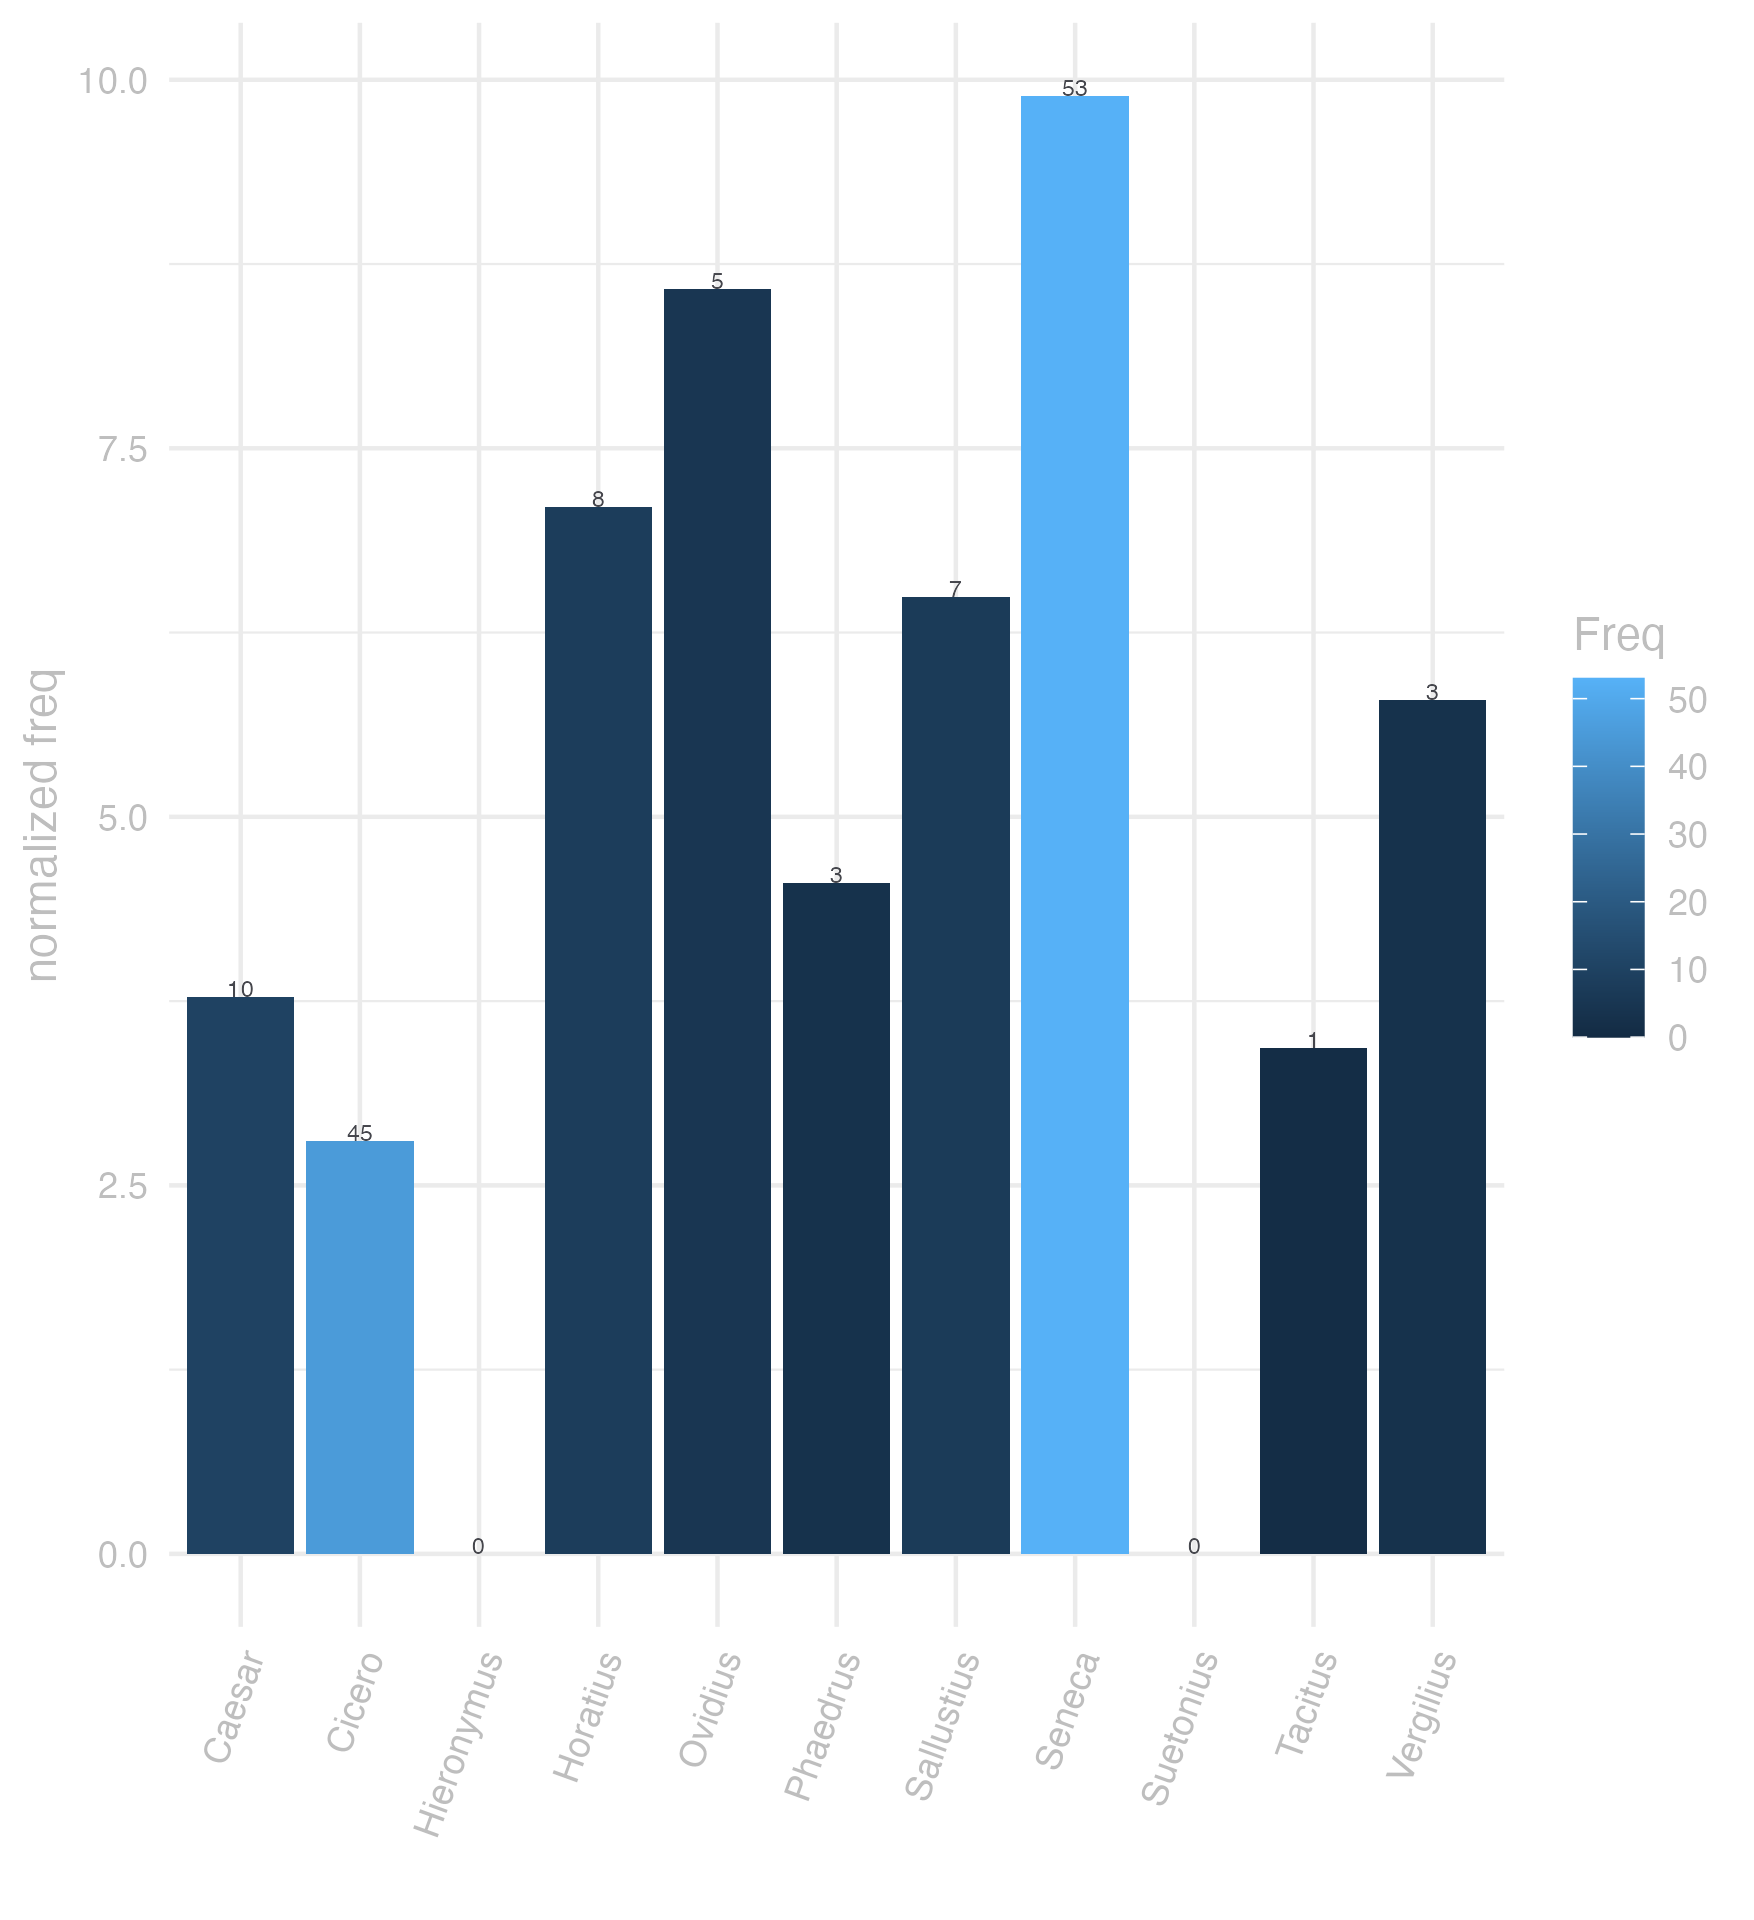 10.0
7.5
5.0
2.5
0.0
normalized freq
10
45
0
8
5
3
7
53
0
1
3
Caesar
Cicero
Hieronymus
Horatius
Ovidius
Phaedrus
Sallustius
Seneca
Suetonius
Tacitus
Vergilius
Freq
50
40
30
20
10
0